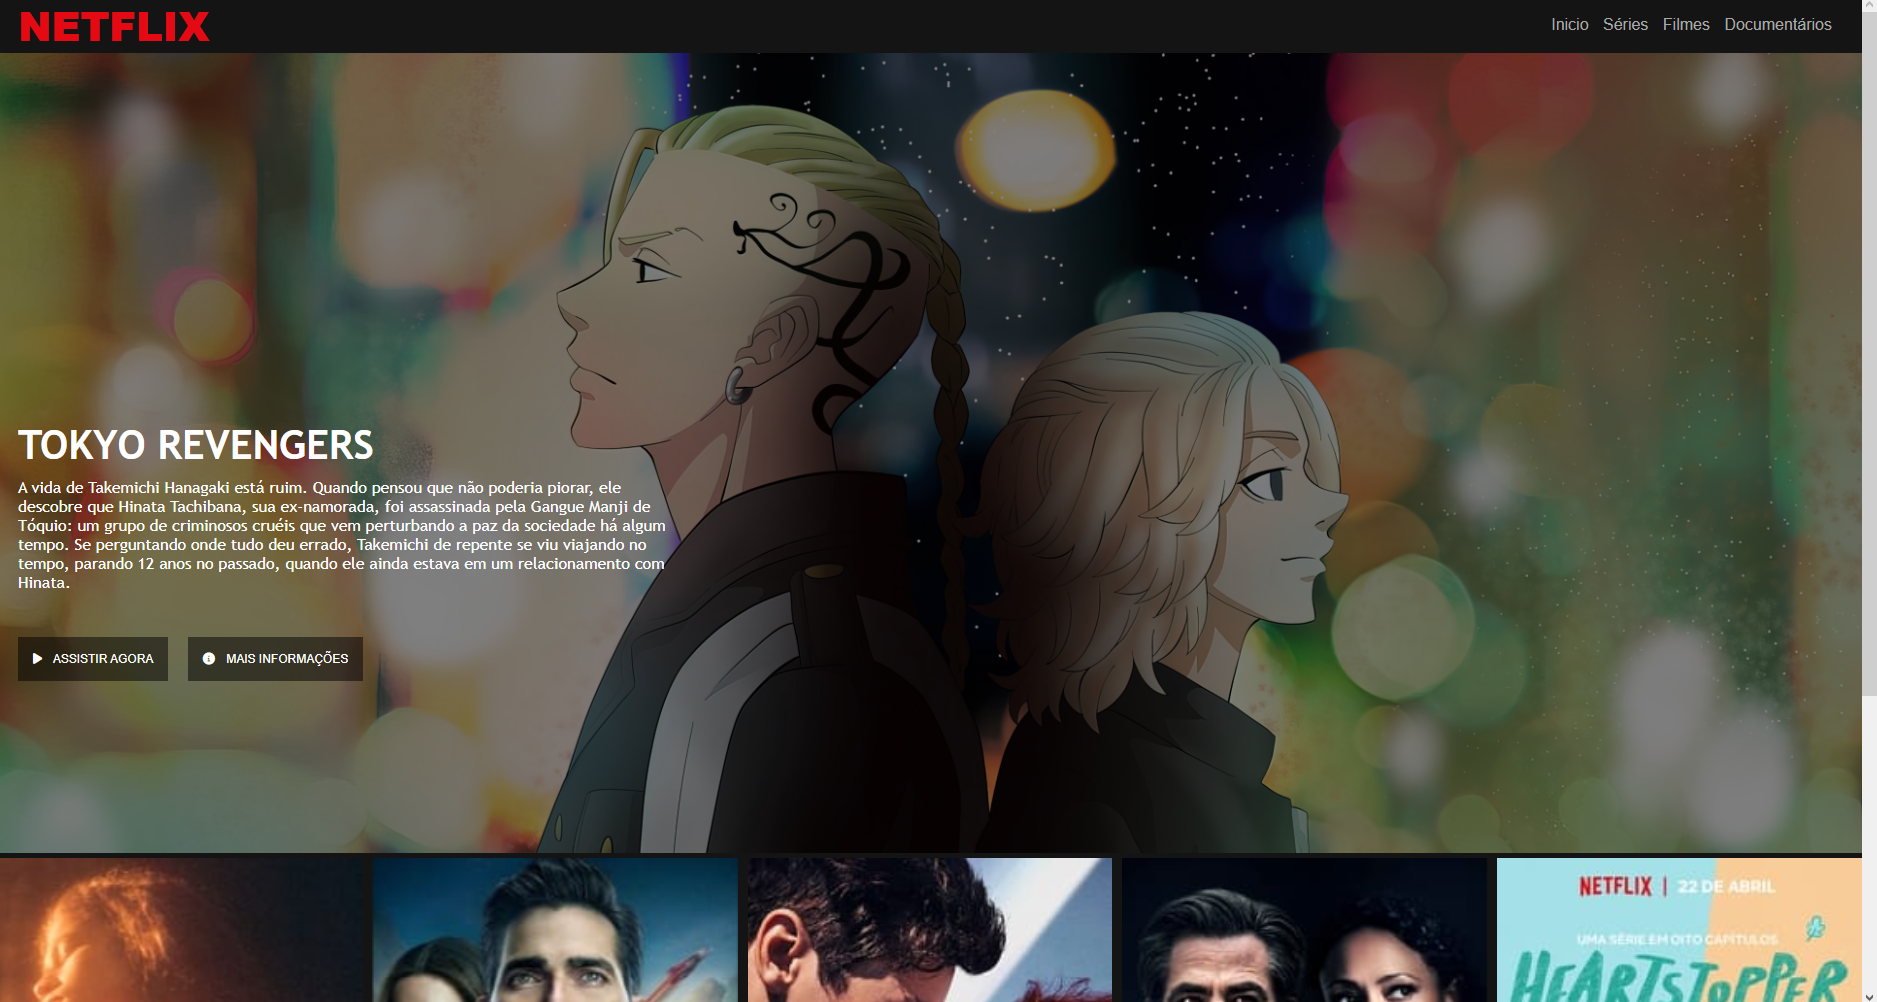 NETFLIX
Inicio Séries Filmes Documentários
TOKYO REVENGERS
A vida de Takemichi Hanagaki está ruim. Quando pensou que não poderia piorar, ele
descobre que Hinata Tachibana, sua ex-namorada, foi assassinada pela Gangue Manji de
Tóquio: um grupo de criminosos cruéis que vem perturbando a paz da sociedade há algum
tempo. Se perguntando onde tudo deu errado, Takemichi de repente se viu viajando no
tempo, parando 12 anos no passado, quando ele ainda estava em um relacionamento com
Hinata.
ASSISTIR AGORA
MAIS INFORMAÇÕES
NETFLIX | 22 DE ABRIL
UMA SÉRIE EM OITO CAPÍTULOS
HEARTSTOPPER